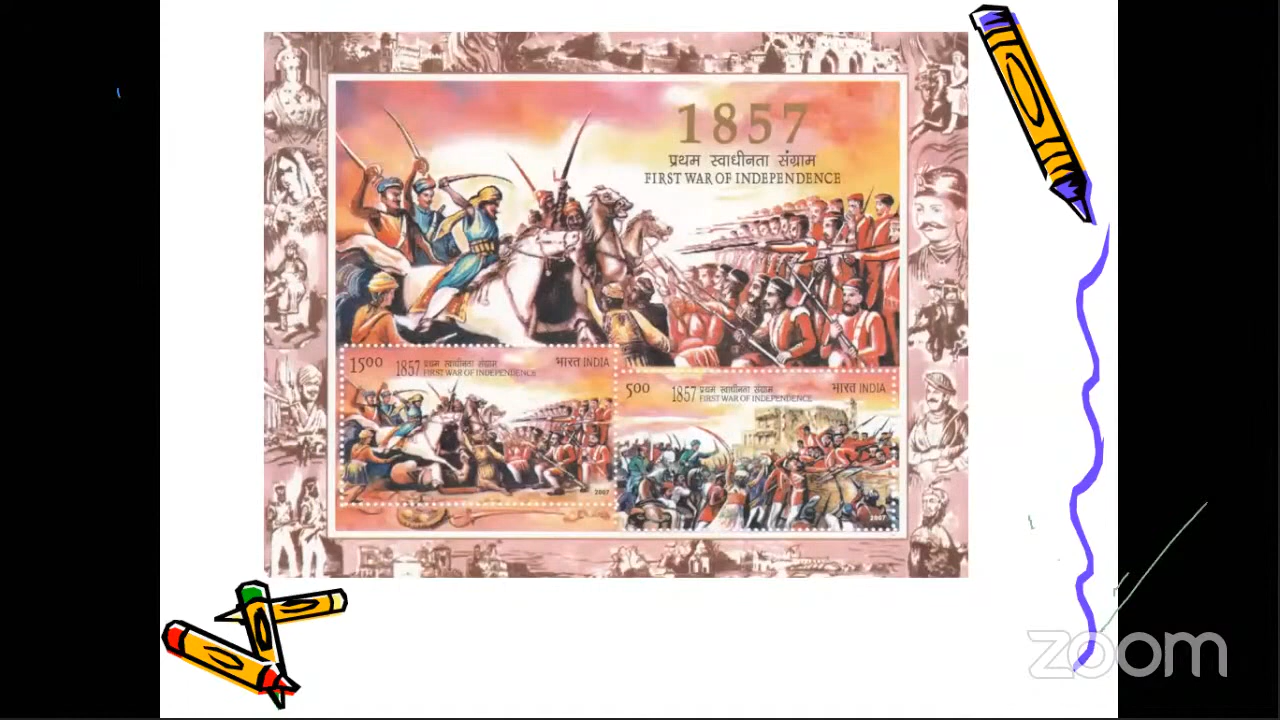 1857
प्रथम स्वाधीनता संग्राम
FIRST WAR OF INDEPENDENCE
1500
1857 प्रथम स्वाधीनता संग्राम
FIRST WAR OF INDEPENDENCE
भारत INDIA
2007
500
1857 प्रथम स्वाधीनता संग्राम
FIRST WAR OF INDEPENDENCE
भारत INDIA
2007
zoom